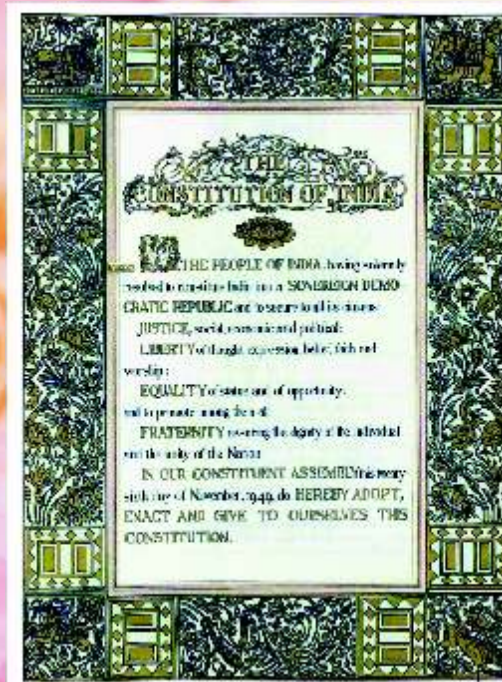 THE
CONSTITUTION OF INDIA
WE, THE PEOPLE OF INDIA, having solemnly
resolved to constitute India into a SOVEREIGN DEMO
CRATIC REPUBLIC and to secure to all its citizens:
JUSTICE, social, economic and political;
LIBERTY of thought, expression, belief, faith and
worship;
EQUALITY of status and of opportunity;
and to promote among them all
FRATERNITY assuring the dignity of the individual
and the unity of the Nation
IN OUR CONSTITUENT ASSEMBLY this twenty
sixth day of November, 1949, do HEREBY ADOPT,
ENACT AND GIVE TO OURSELVES THIS
CONSTITUTION.